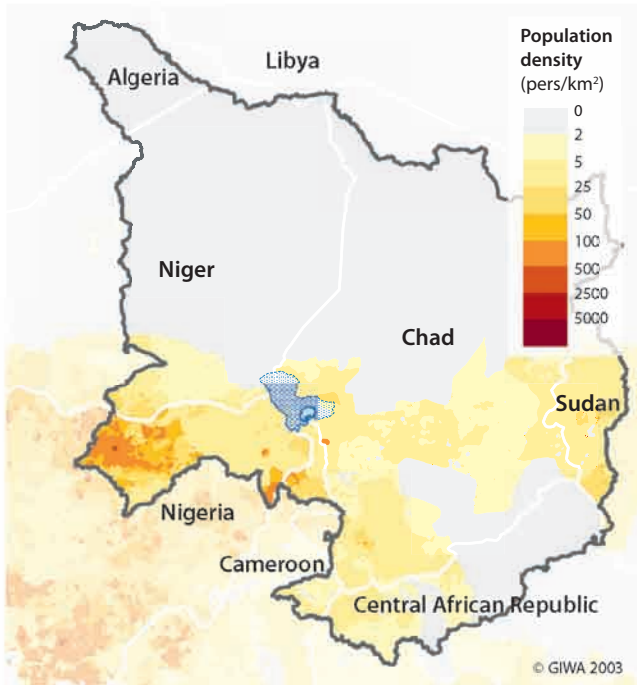 Population
density
(pers/km²)
0
2
5
25
50
100
500
2500
5000
Libya
Algeria
Niger
Chad
Sudan
Nigeria
Cameroon
Central African Republic
© GIWA 2003